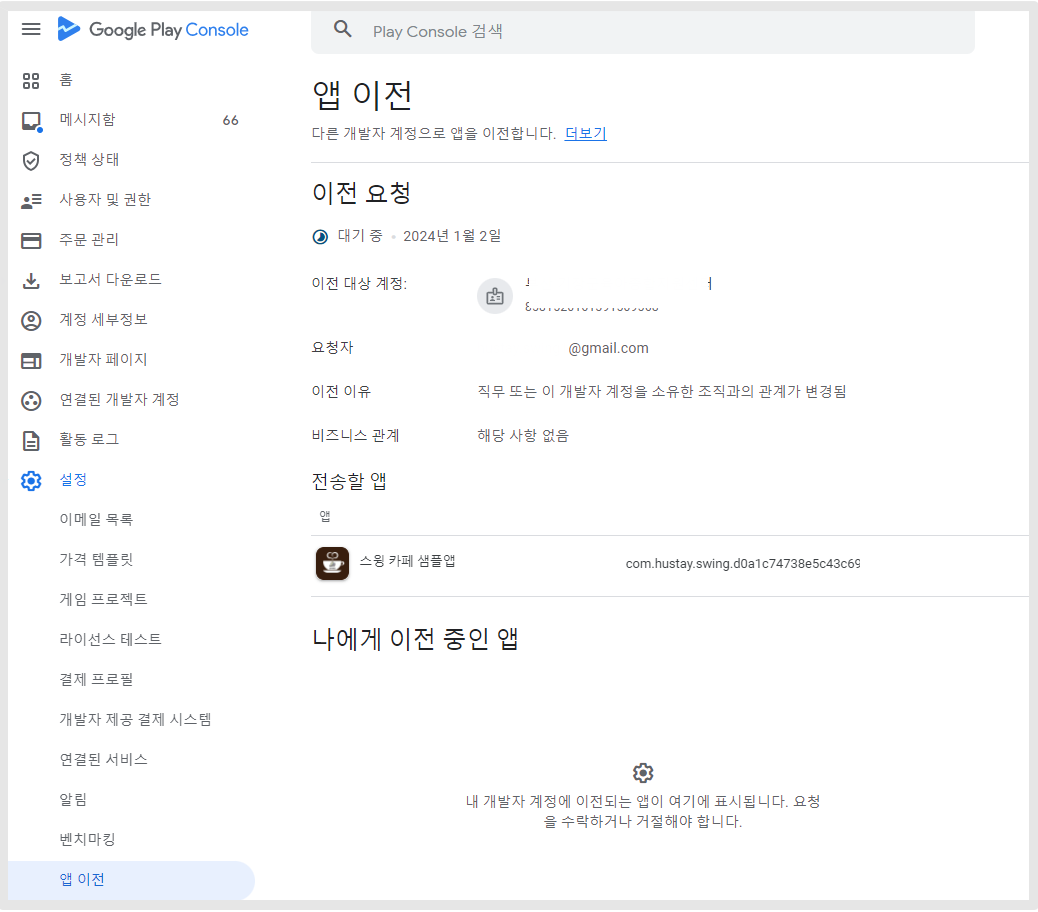 Google Play Console
Play Console 검색
홈
메시지함 66
정책 상태
사용자 및 권한
주문 관리
보고서 다운로드
계정 세부정보
개발자 페이지
연결된 개발자 계정
활동 로그
설정
이메일 목록
가격 템플릿
게임 프로젝트
라이선스 테스트
결제 프로필
개발자 제공 결제 시스템
연결된 서비스
알림
벤치마킹
앱 이전
앱 이전
다른 개발자 계정으로 앱을 이전합니다. 더보기
이전 요청
대기 중 • 2024년 1월 2일
이전 대상 계정:
요청자 @gmail.com
이전 이유 직무 또는 이 개발자 계정을 소유한 조직과의 관계가 변경됨
비즈니스 관계 해당 사항 없음
전송할 앱
앱
스윙 카페 샘플앱 com.hustay.swing.d0a1c74738e5c43c69
나에게 이전 중인 앱
내 개발자 계정에 이전되는 앱이 여기에 표시됩니다. 요청
을 수락하거나 거절해야 합니다.